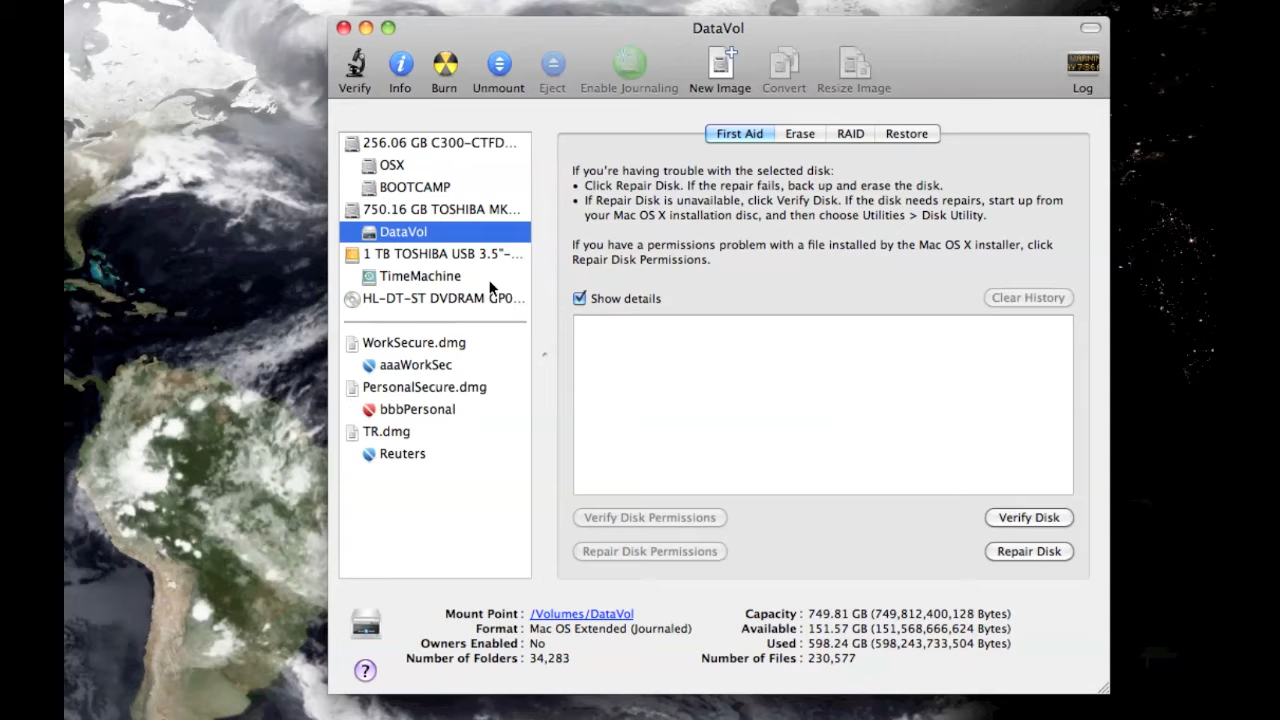 DataVol
Verify
Info
Burn
Unmount
Eject
Enable Journaling
New Image
Convert
Resize Image
Log
256.06 GB C300-CTFD...
OSX
BOOTCAMP
750.16 GB TOSHIBA MK...
DataVol
1 TB TOSHIBA USB 3.5"-...
TimeMachine
HL-DT-ST DVDRAM GP0...
WorkSecure.dmg
aaaWorkSec
PersonalSecure.dmg
bbbPersonal
TR.dmg
Reuters
First Aid
Erase
RAID
Restore
If you're having trouble with the selected disk:
• Click Repair Disk. If the repair fails, back up and erase the disk.
• If Repair Disk is unavailable, click Verify Disk. If the disk needs repairs, start up from
your Mac OS X installation disc, and then choose Utilities > Disk Utility.
If you have a permissions problem with a file installed by the Mac OS X installer, click
Repair Disk Permissions.
Show details
Clear History
Verify Disk Permissions
Verify Disk
Repair Disk Permissions
Repair Disk
Mount Point : /Volumes/DataVol
Format : Mac OS Extended (Journaled)
Owners Enabled : No
Number of Folders : 34,283
Capacity : 749.81 GB (749,812,400,128 Bytes)
Available : 151.57 GB (151,568,666,624 Bytes)
Used : 598.24 GB (598,243,733,504 Bytes)
Number of Files : 230,577
?